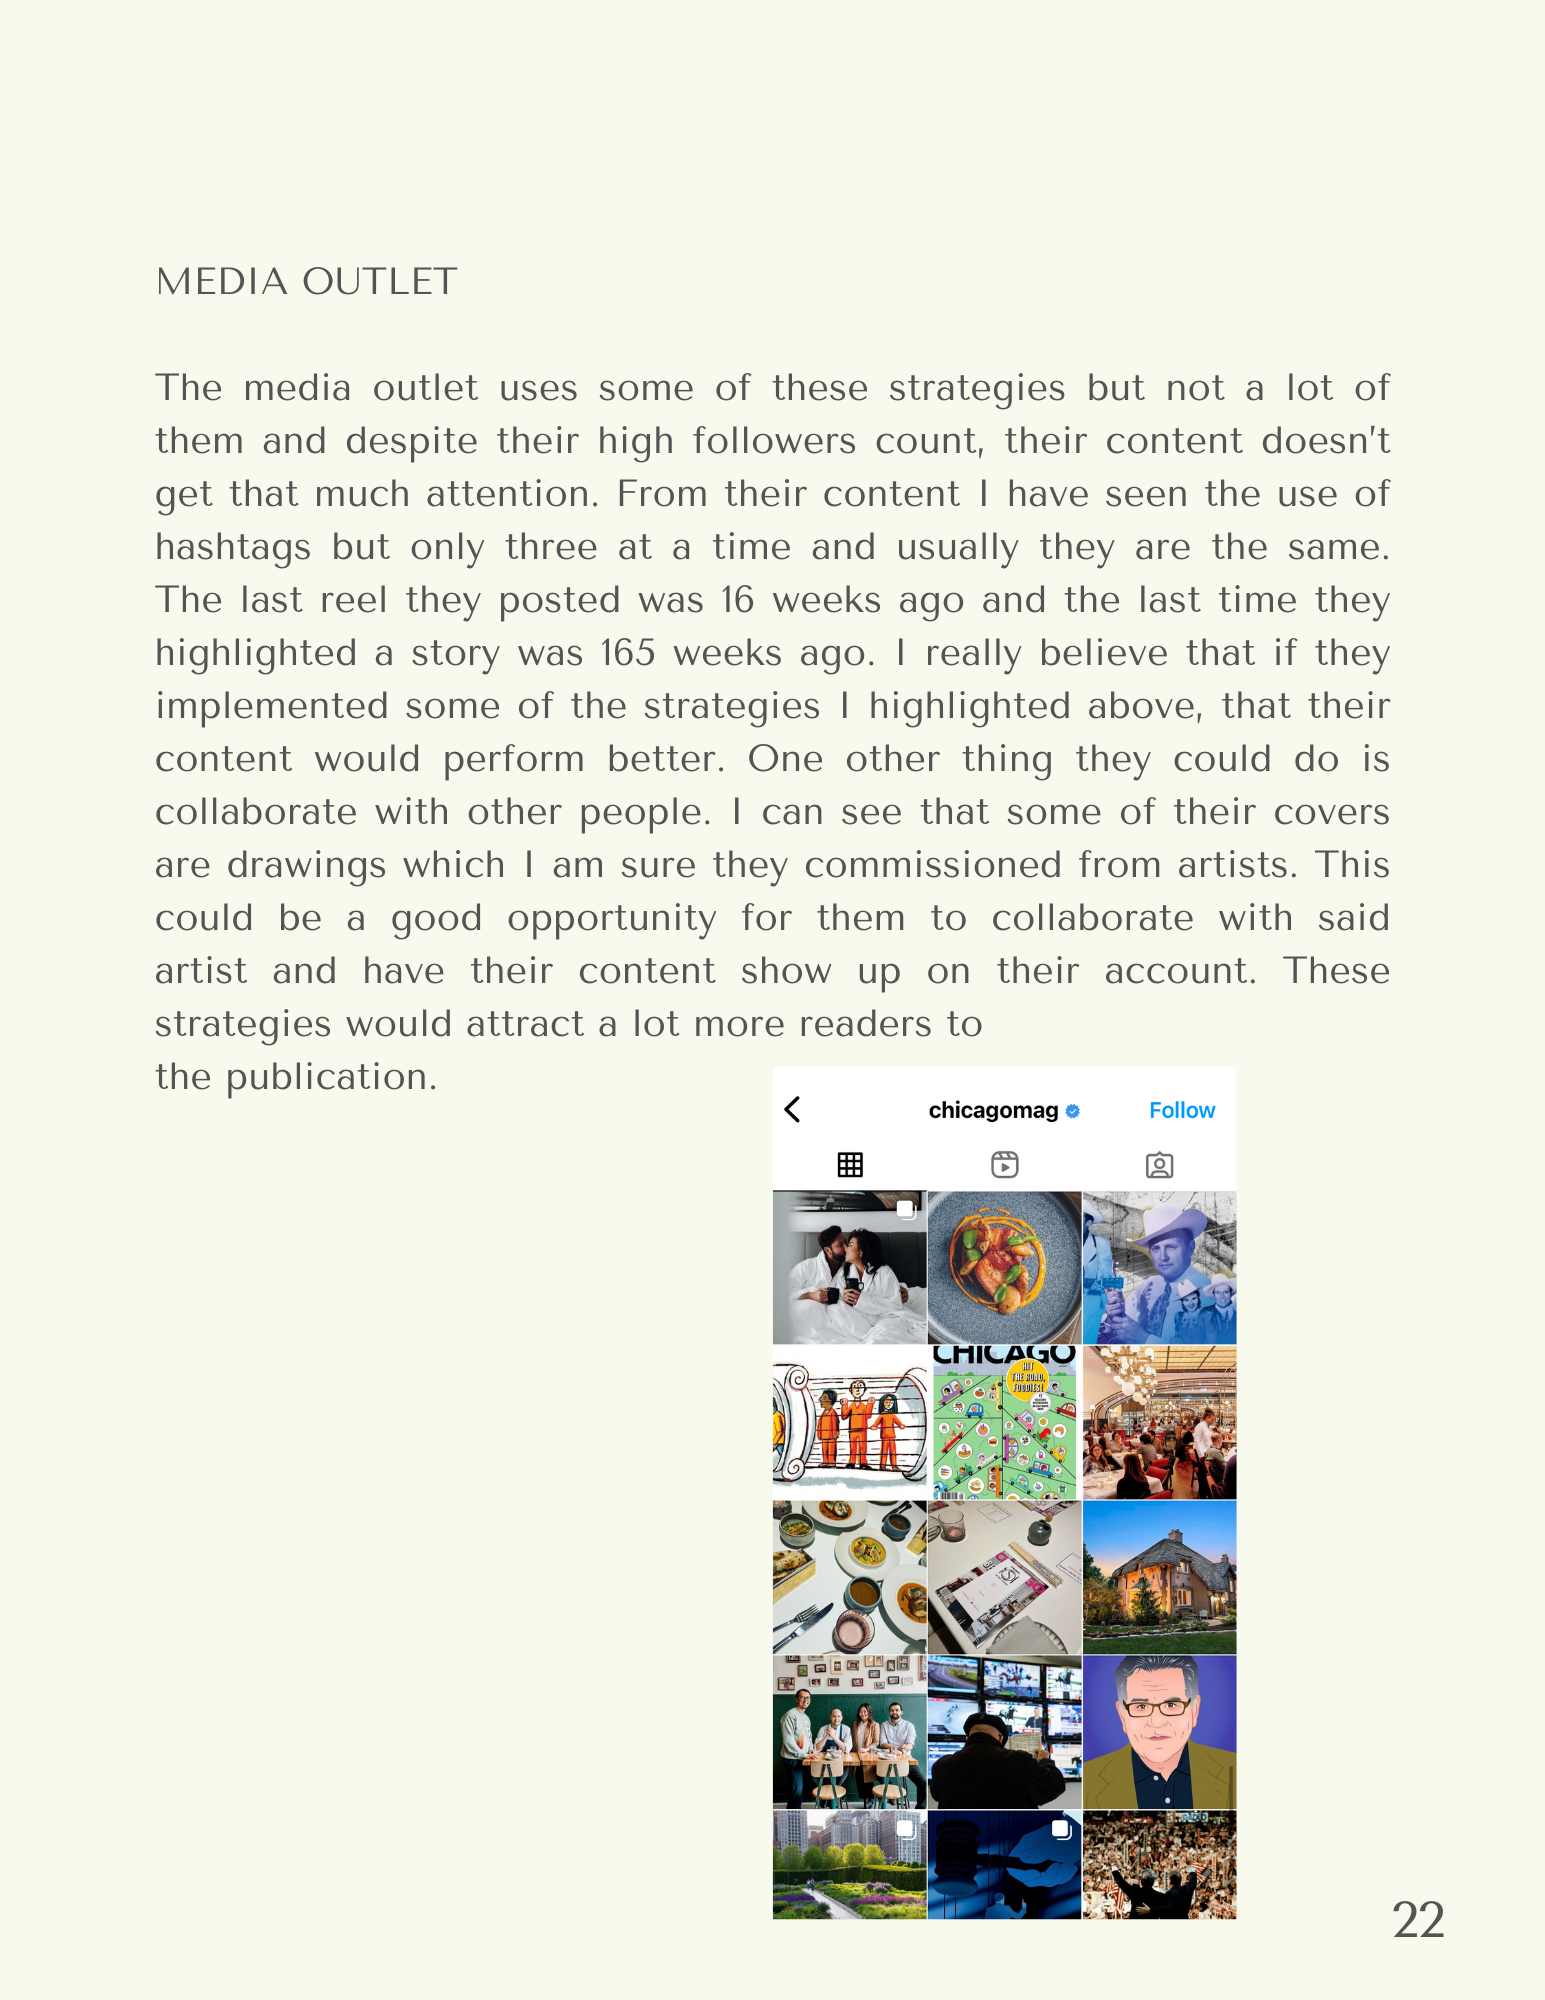 MEDIA OUTLET
The media outlet uses some of these strategies but not a lot of
them and despite their high followers count, their content doesn't
get that much attention. From their content I have seen the use of
hashtags but only three at a time and usually they are the same.
The last reel they posted was 16 weeks ago and the last time they
highlighted a story was 165 weeks ago. I really believe that if they
implemented some of the strategies I highlighted above, that their
content would perform better. One other thing they could do is
collaborate with other people. I can see that some of their covers
are drawings which I am sure they commissioned from artists. This
could be a good opportunity for them to collaborate with said
artist and have their content show up on their account. These
strategies would attract a lot more readers to
the publication.
chicagomag
Follow
CHICAGO
HIT
THE ROAD,
FOODIES!
22